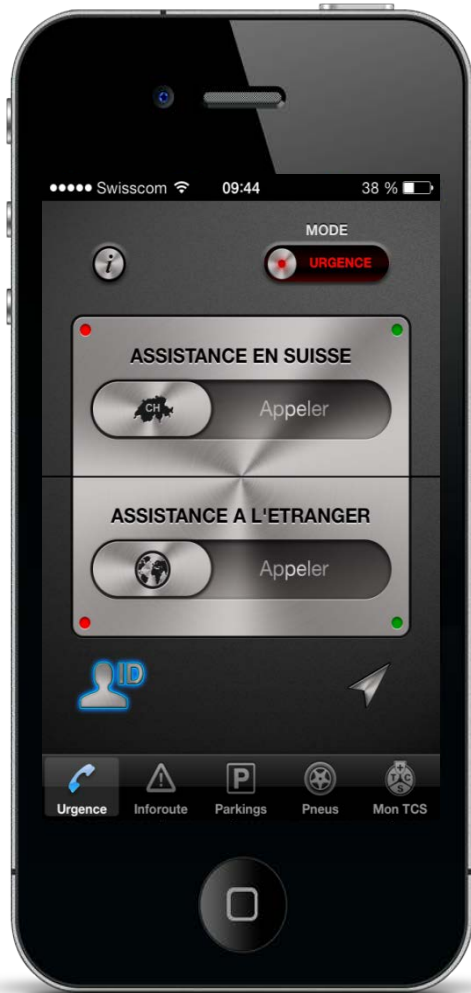 Swisscom 09:44 38 %
MODE
i URGENCE
ASSISTANCE EN SUISSE
CH Appeler
ASSISTANCE A L'ETRANGER
Appeler
ID
P TCS
Urgence Inforoute Parkings Pneus Mon TCS